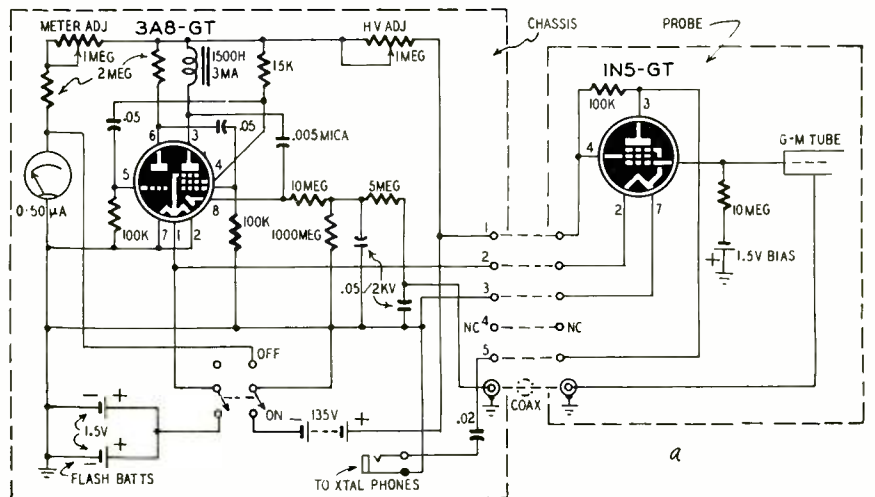 METER ADJ
3A8-GT
HV ADJ
CHASSIS
PROBE
1MEG
2MEG
1500H
3MA
15K
1MEG
1N5-GT
100K
3
.05
.05
.005 MICA
G-M TUBE
6
3
4
5
4
8
10MEG
5MEG
2
7
0-50µA
100K
7
1
2
100K
1000MEG
10MEG
1
+
1.5V BIAS
2
.05/2KV
3
NC 4
NC
OFF
5
COAX
ON
-
135V
+
.02
-
+
1.5V
-
+
FLASH BATTS
TO XTAL PHONES
a